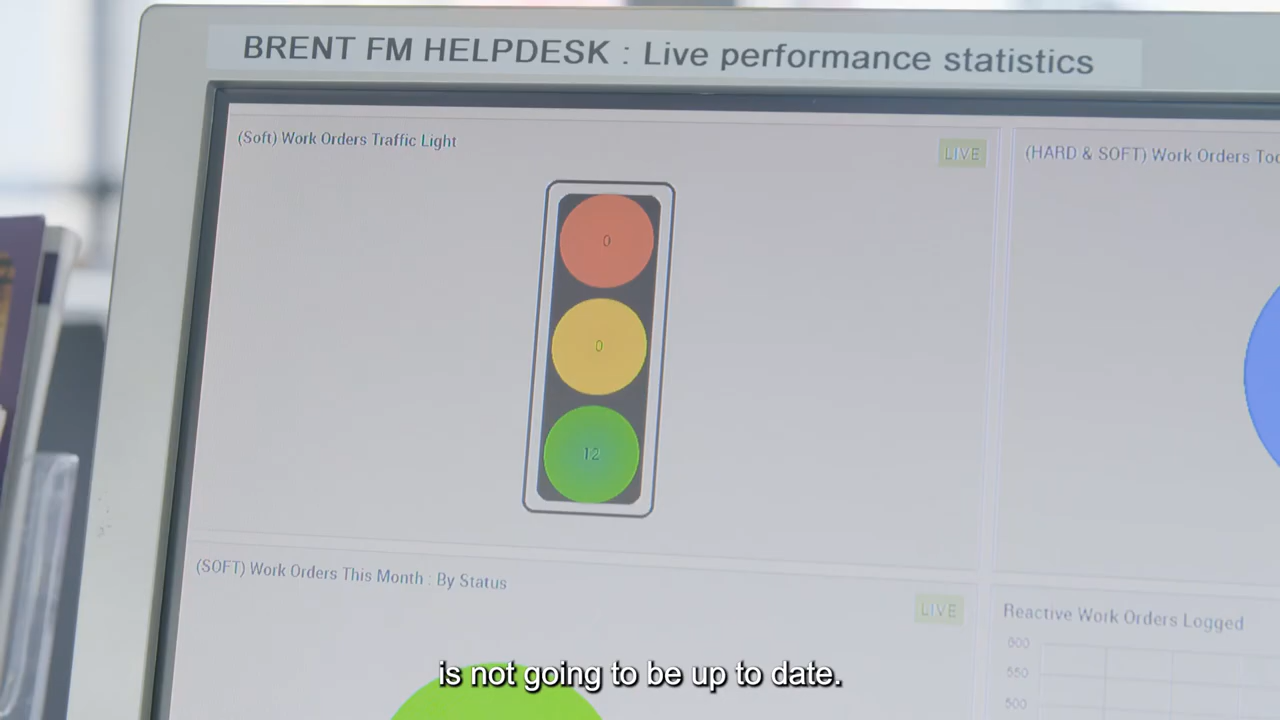 BRENT FM HELPDESK : Live performance statistics
(Soft) Work Orders Traffic Light
LIVE
(HARD & SOFT) Work Orders
0
0
12
(SOFT) Work Orders This Month : By Status
LIVE
Reactive Work Orders Logged
600
550
500
is not going to be up to date.